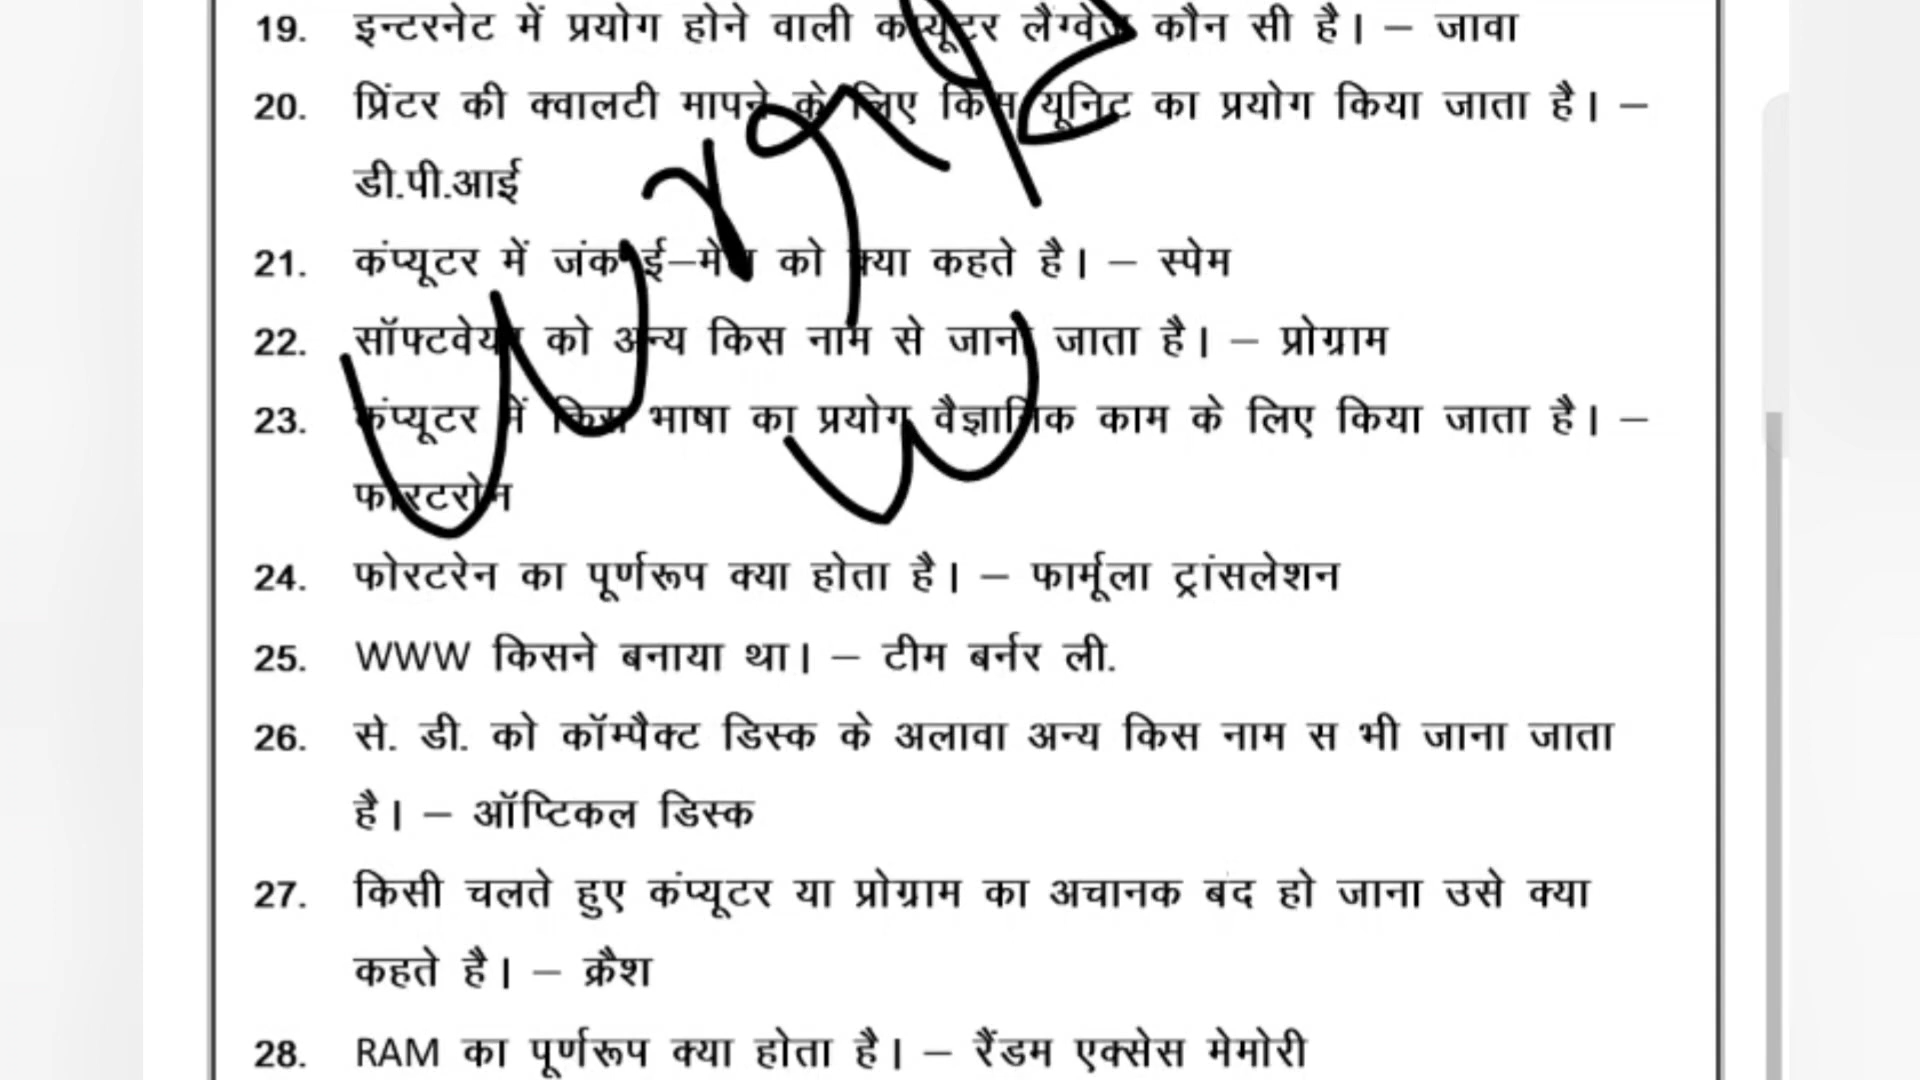 19. इन्टरनेट में प्रयोग होने वाली कंप्यूटर लैंग्वेज कौन सी है। – जावा
20. प्रिंटर की क्वालटी मापने के लिए किस यूनिट का प्रयोग किया जाता है। –
डी.पी.आई
21. कंप्यूटर में जंक ई–मेल को क्या कहते है। – स्पेम
22. सॉफ्टवेयर को अन्य किस नाम से जाना जाता है। – प्रोग्राम
23. कंप्यूटर में किस भाषा का प्रयोग वैज्ञानिक काम के लिए किया जाता है। –
फोरटरोन
24. फोरटरेन का पूर्णरूप क्या होता है। – फार्मूला ट्रांसलेशन
25. WWW किसने बनाया था। – टीम बर्नर ली.
26. से. डी. को कॉम्पैक्ट डिस्क के अलावा अन्य किस नाम स भी जाना जाता
है। – ऑप्टिकल डिस्क
27. किसी चलते हुए कंप्यूटर या प्रोग्राम का अचानक बंद हो जाना उसे क्या
कहते है। – क्रैश
28. RAM का पूर्णरूप क्या होता है। – रैंडम एक्सेस मेमोरी